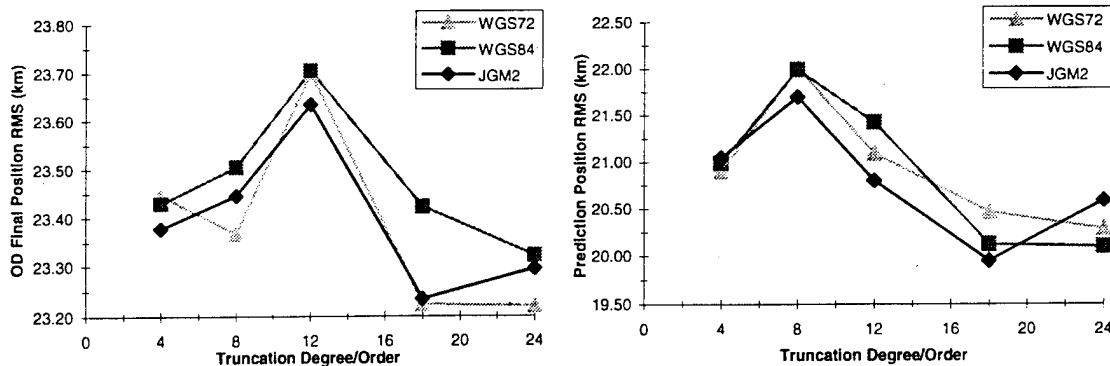 OD Final Position RMS (km)
23.80
23.70
23.60
23.50
23.40
23.30
23.20
0 4 8 12 16 20 24
Truncation Degree/Order
WGS72
WGS84
JGM2
Prediction Position RMS (km)
22.50
22.00
21.50
21.00
20.50
20.00
19.50
0 4 8 12 16 20 24
Truncation Degree/Order
WGS72
WGS84
JGM2